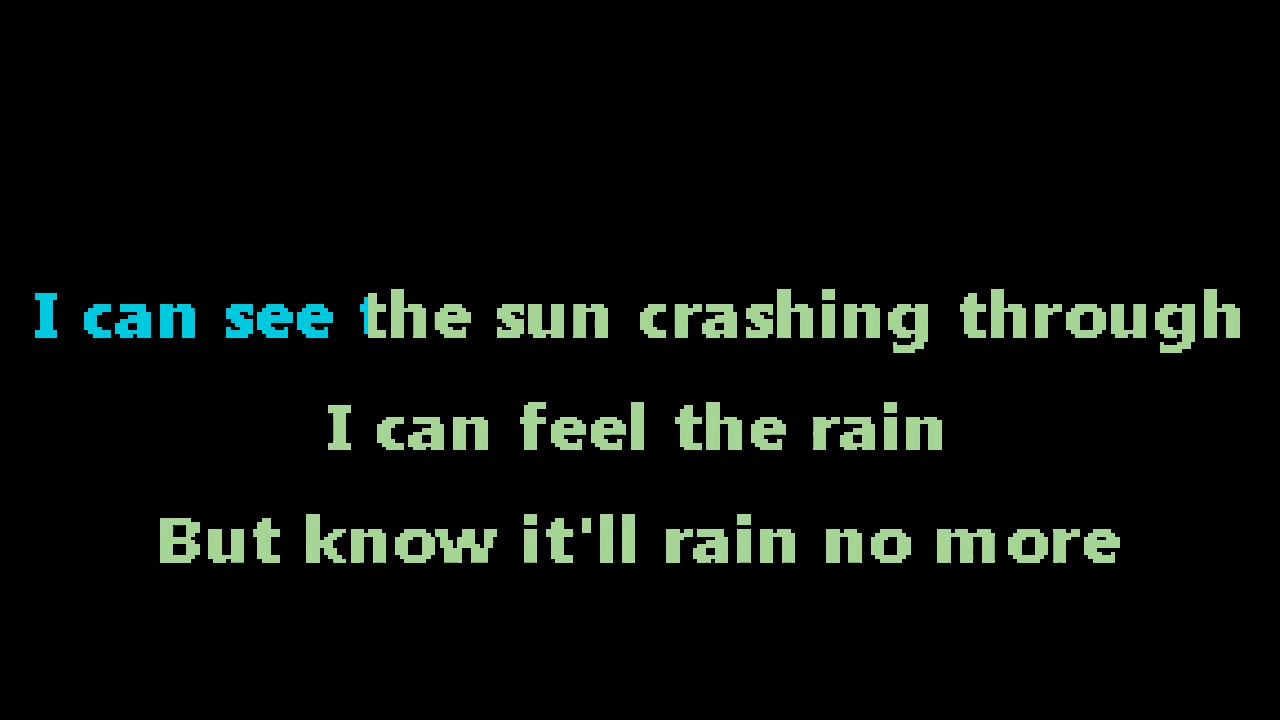 I can see the sun crashing through
I can feel the rain
But know it'll rain no more